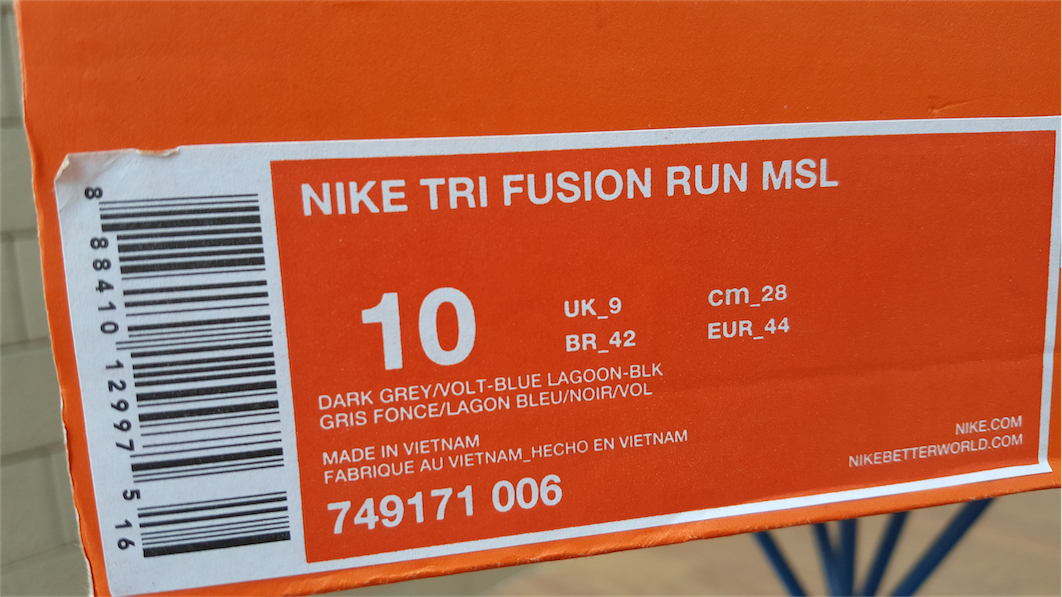 NIKE TRI FUSION RUN MSL
10
UK_9
cm_28
BR_42
EUR_44
DARK GREY/VOLT-BLUE LAGOON-BLK
GRIS FONCE/LAGON BLEU/NOIR/VOL
MADE IN VIETNAM
FABRIQUE AU VIETNAM_HECHO EN VIETNAM
749171 006
NIKE.COM
NIKEBETTERWORLD.COM
8 88410 12997 5 16